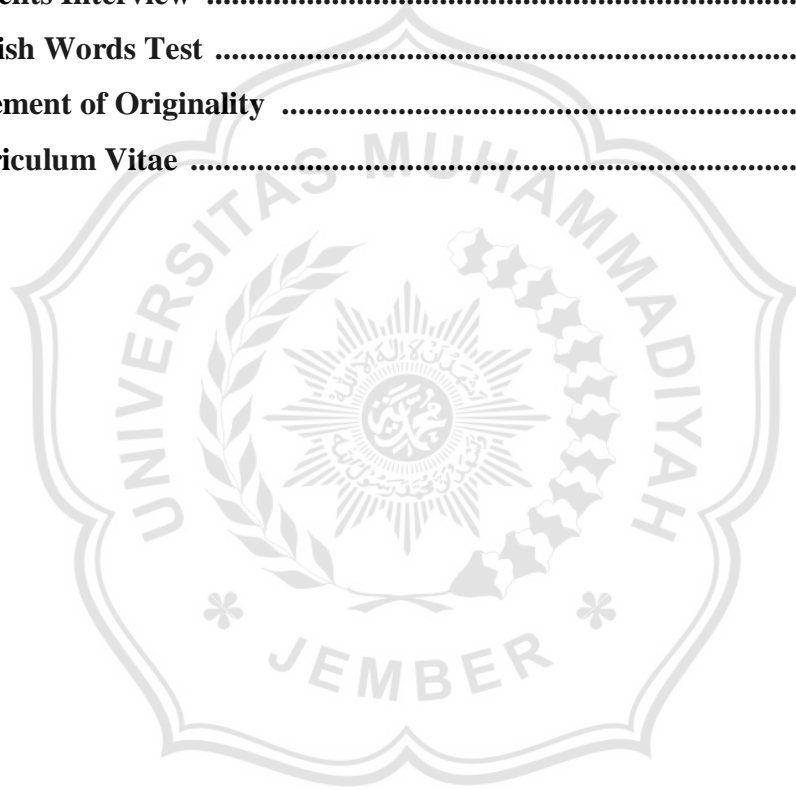 ents Interview ......................................................................
ish Words Test .....................................................................
ement of Originality .............................................................
riculum Vitae ........................................................................
UNIVERSITAS MUHAMMADIYAH
JEMBER